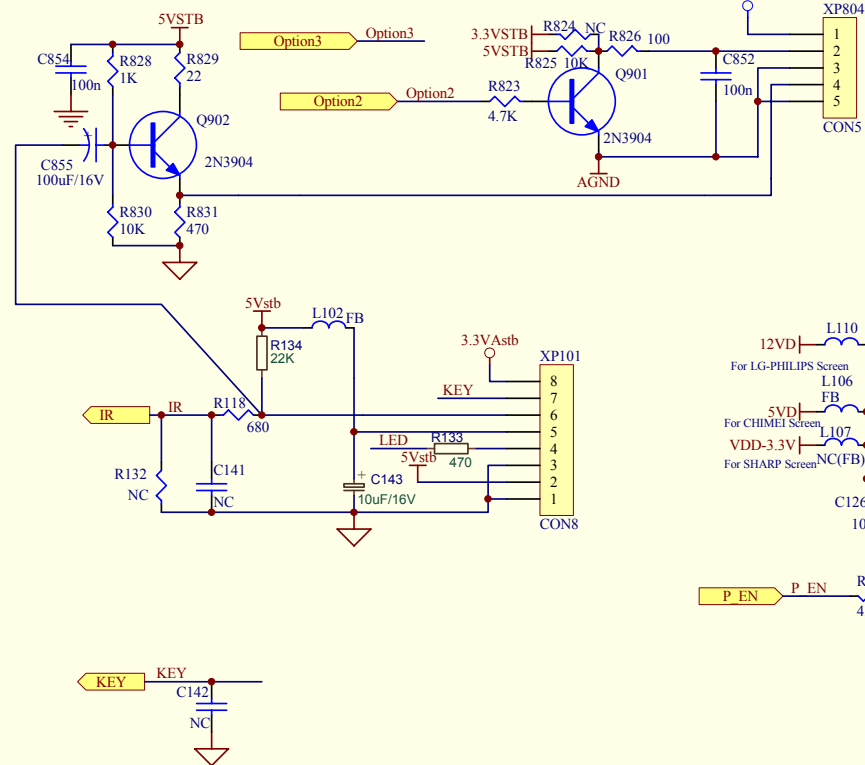 5VSTB
C854
100n
R828
1K
R829
22
Q902
2N3904
C855
100uF/16V
R830
10K
R831
470
Option3
Option3
Option2
Option2
R823
4.7K
3.3VSTB
5VSTB
R824
NC
R825
10K
R826
100
Q901
2N3904
AGND
C852
100n
XP804
1
2
3
4
5
CON5
5Vstb
L102
FB
R134
22K
IR
IR
R118
680
R132
NC
C141
NC
C143
10uF/16V
+
+
3.3VAstb
KEY
LED
R133
470
5Vstb
XP101
8
7
6
5
4
3
2
1
CON8
12VD
L110
For LG-PHILIPS Screen
L106
FB
5VD
For CHIMEI Screen
L107
VDD-3.3V
NC(FB)
For SHARP Screen
C126
10
P_EN
P_EN
R
4
KEY
KEY
C142
NC